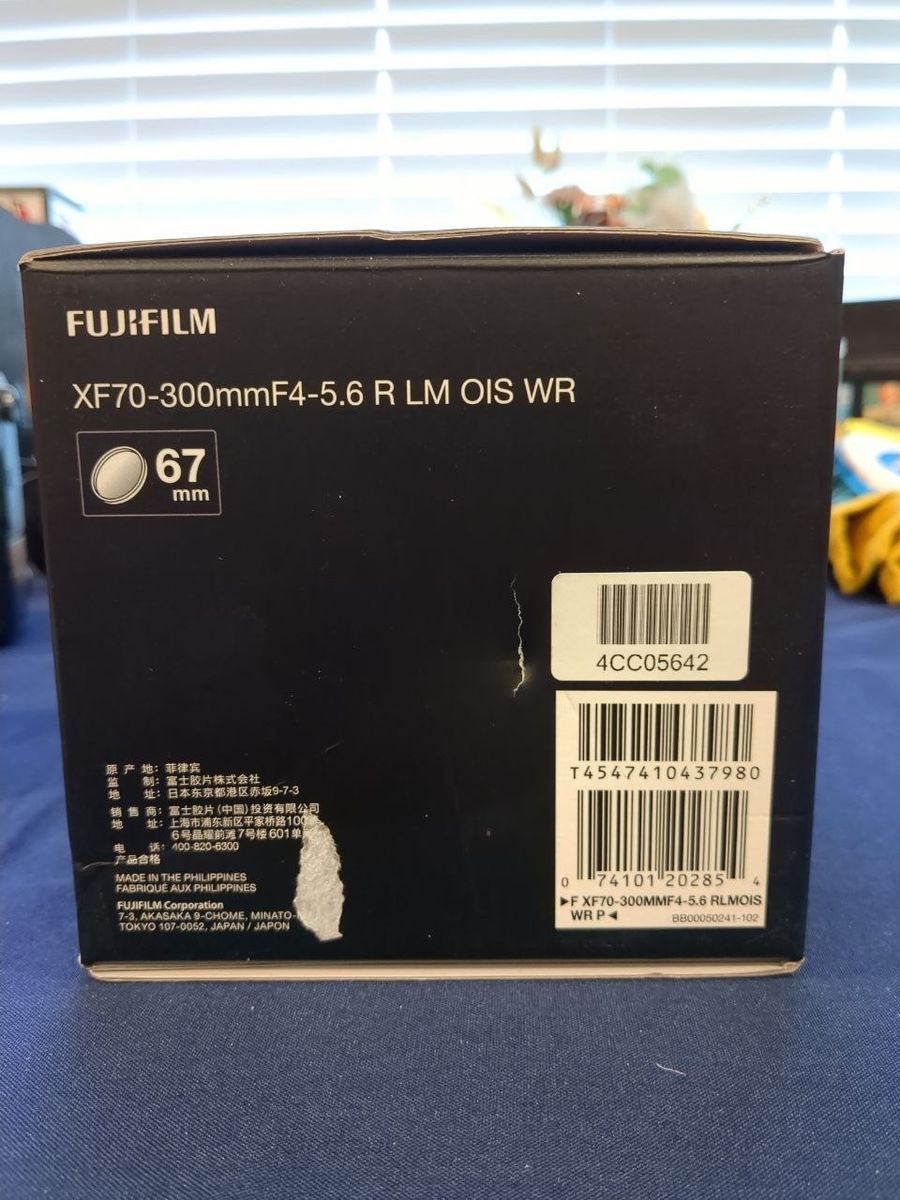 FUJIFILM
XF70-300mmF4-5.6 R LM OIS WR
67
mm
4CC05642
T4547410437980
0 74101 20285 4
▶F XF70-300MMF4-5.6 RLMOIS
WR P◀
BB00050241-102
原产地：菲律宾
监制：富士胶片株式会社
地址：日本东京都港区赤坂9-7-3
销售商：富士胶片(中国)投资有限公司
地址：上海市浦东新区平家桥路100
6号晶耀前滩7号楼601单
电话：400-820-6300
产品合格
MADE IN THE PHILIPPINES
FABRIQUÉ AUX PHILIPPINES
FUJIFILM Corporation
7-3, AKASAKA 9-CHOME, MINATO-
TOKYO 107-0052, JAPAN / JAPON